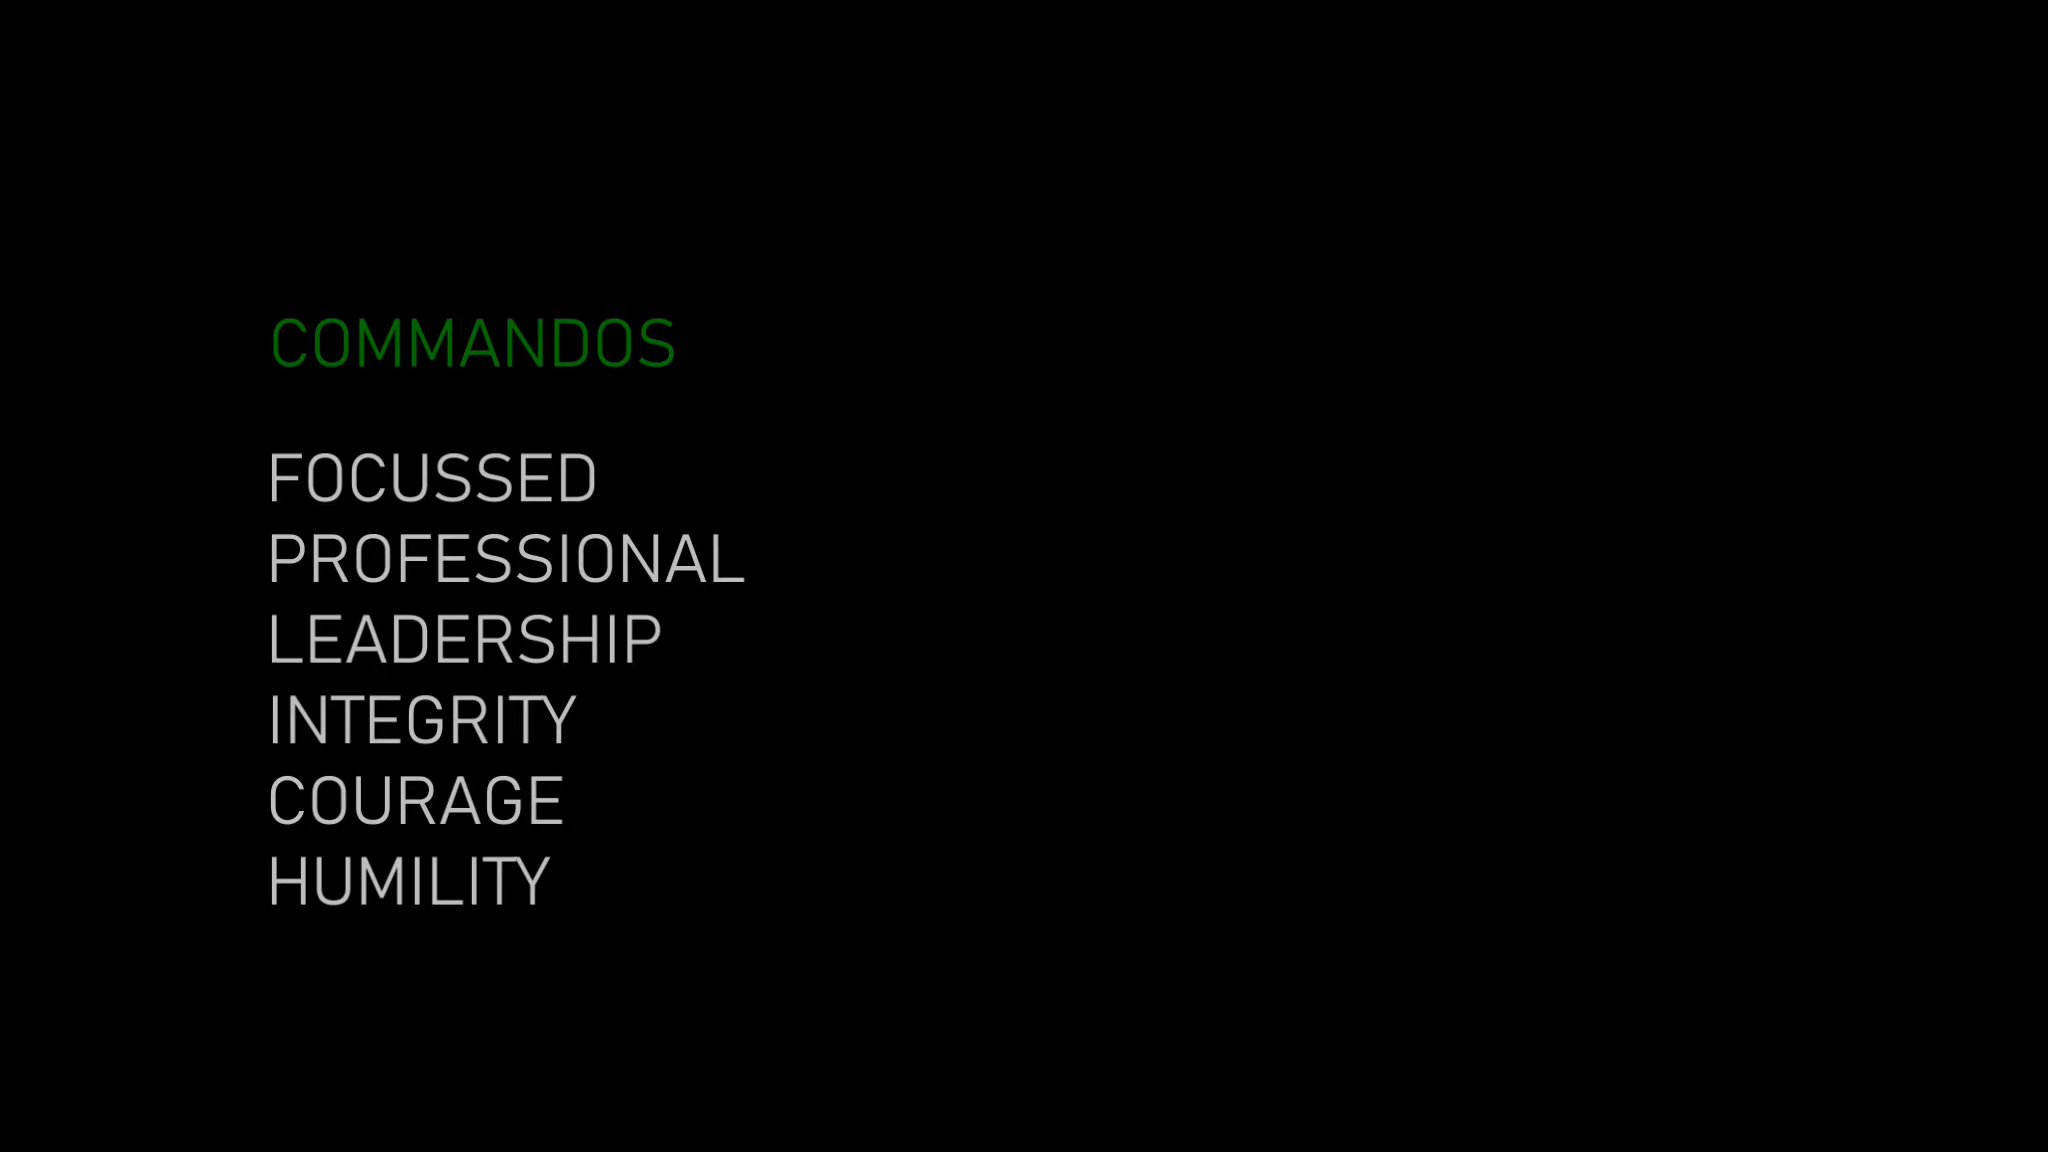 COMMANDOS
FOCUSSED
PROFESSIONAL
LEADERSHIP
INTEGRITY
COURAGE
HUMILITY